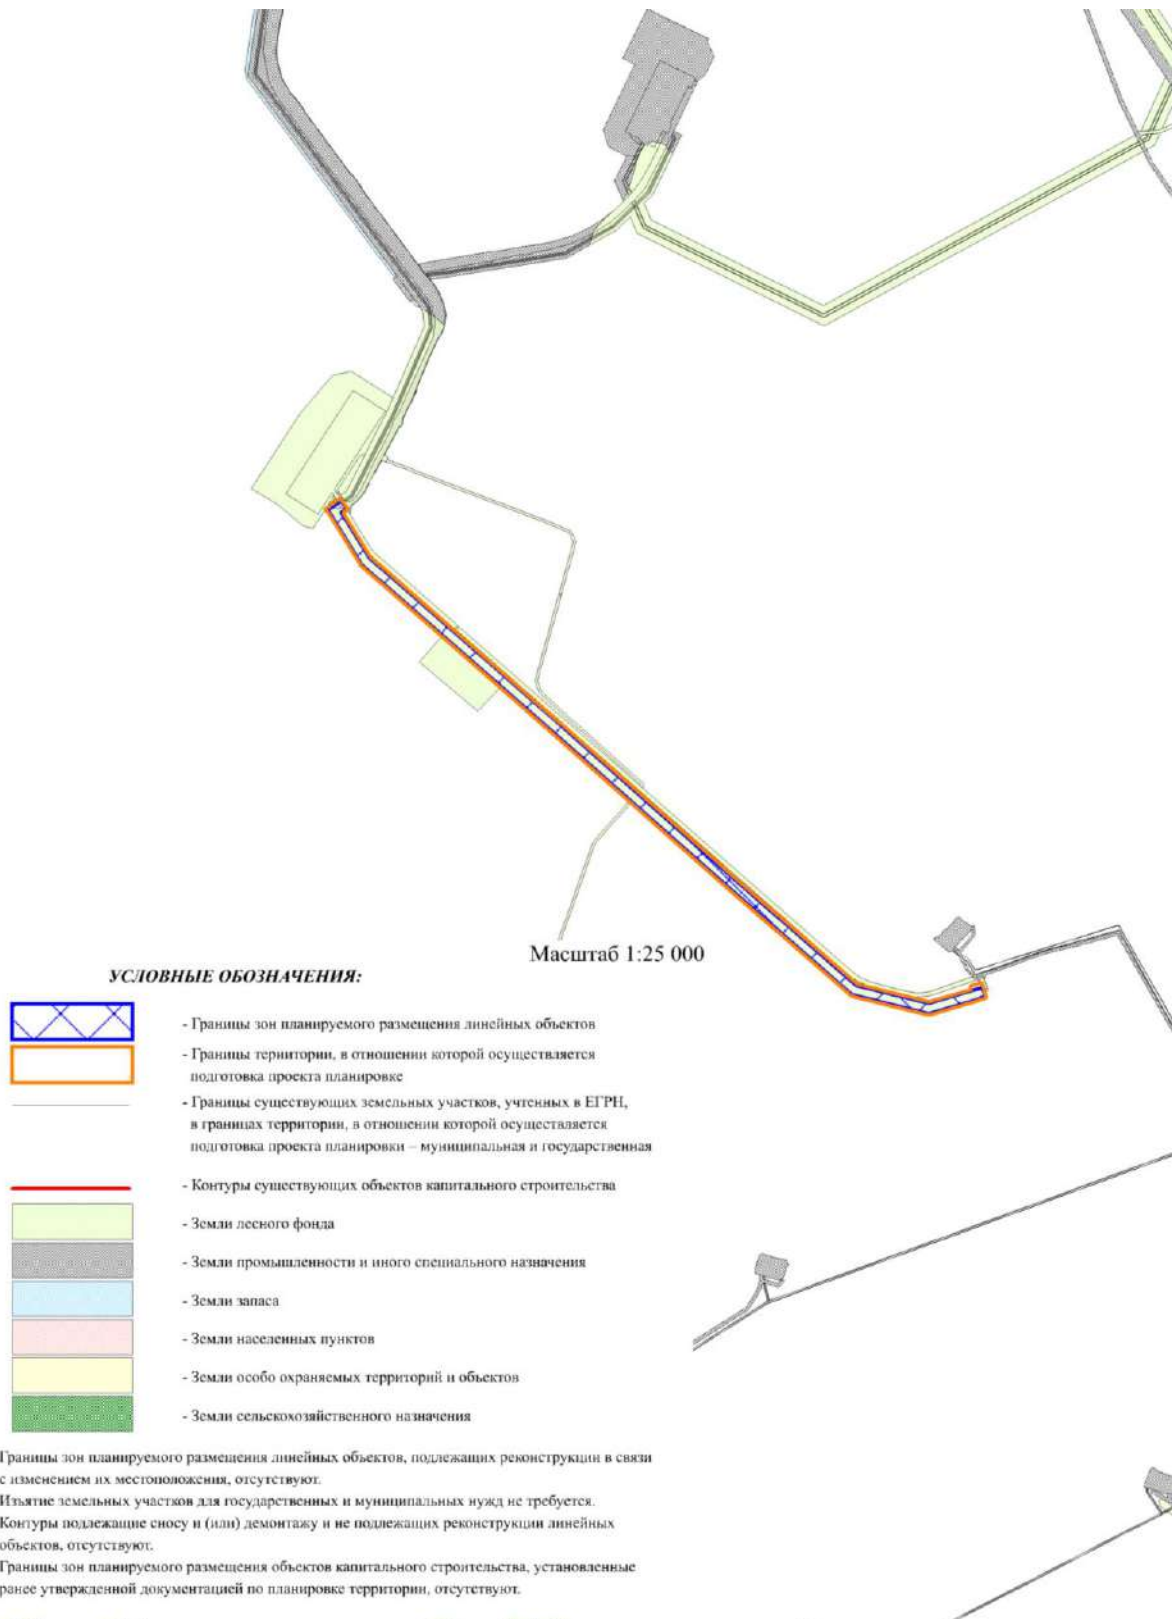 Масштаб 1:25 000
УСЛОВНЫЕ ОБОЗНАЧЕНИЯ:
- Границы зон планируемого размещения линейных объектов
- Границы территории, в отношении которой осуществляется
подготовка проекта планировке
- Границы существующих земельных участков, учтенных в ЕГРН,
в границах территории, в отношении которой осуществляется
подготовка проекта планировки – муниципальная и государственная
- Контуры существующих объектов капитального строительства
- Земли лесного фонда
- Земли промышленности и иного специального назначения
- Земли запаса
- Земли населенных пунктов
- Земли особо охраняемых территорий и объектов
- Земли сельскохозяйственного назначения
Границы зон планируемого размещения линейных объектов, подлежащих реконструкции в связи
с изменением их местоположения, отсутствуют.
Изъятие земельных участков для государственных и муниципальных нужд не требуется.
Контуры подлежащие сносу и (или) демонтажу и не подлежащих реконструкции линейных
объектов, отсутствуют.
Границы зон планируемого размещения объектов капитального строительства, установленные
ранее утвержденной документацией по планировке территории, отсутствуют.